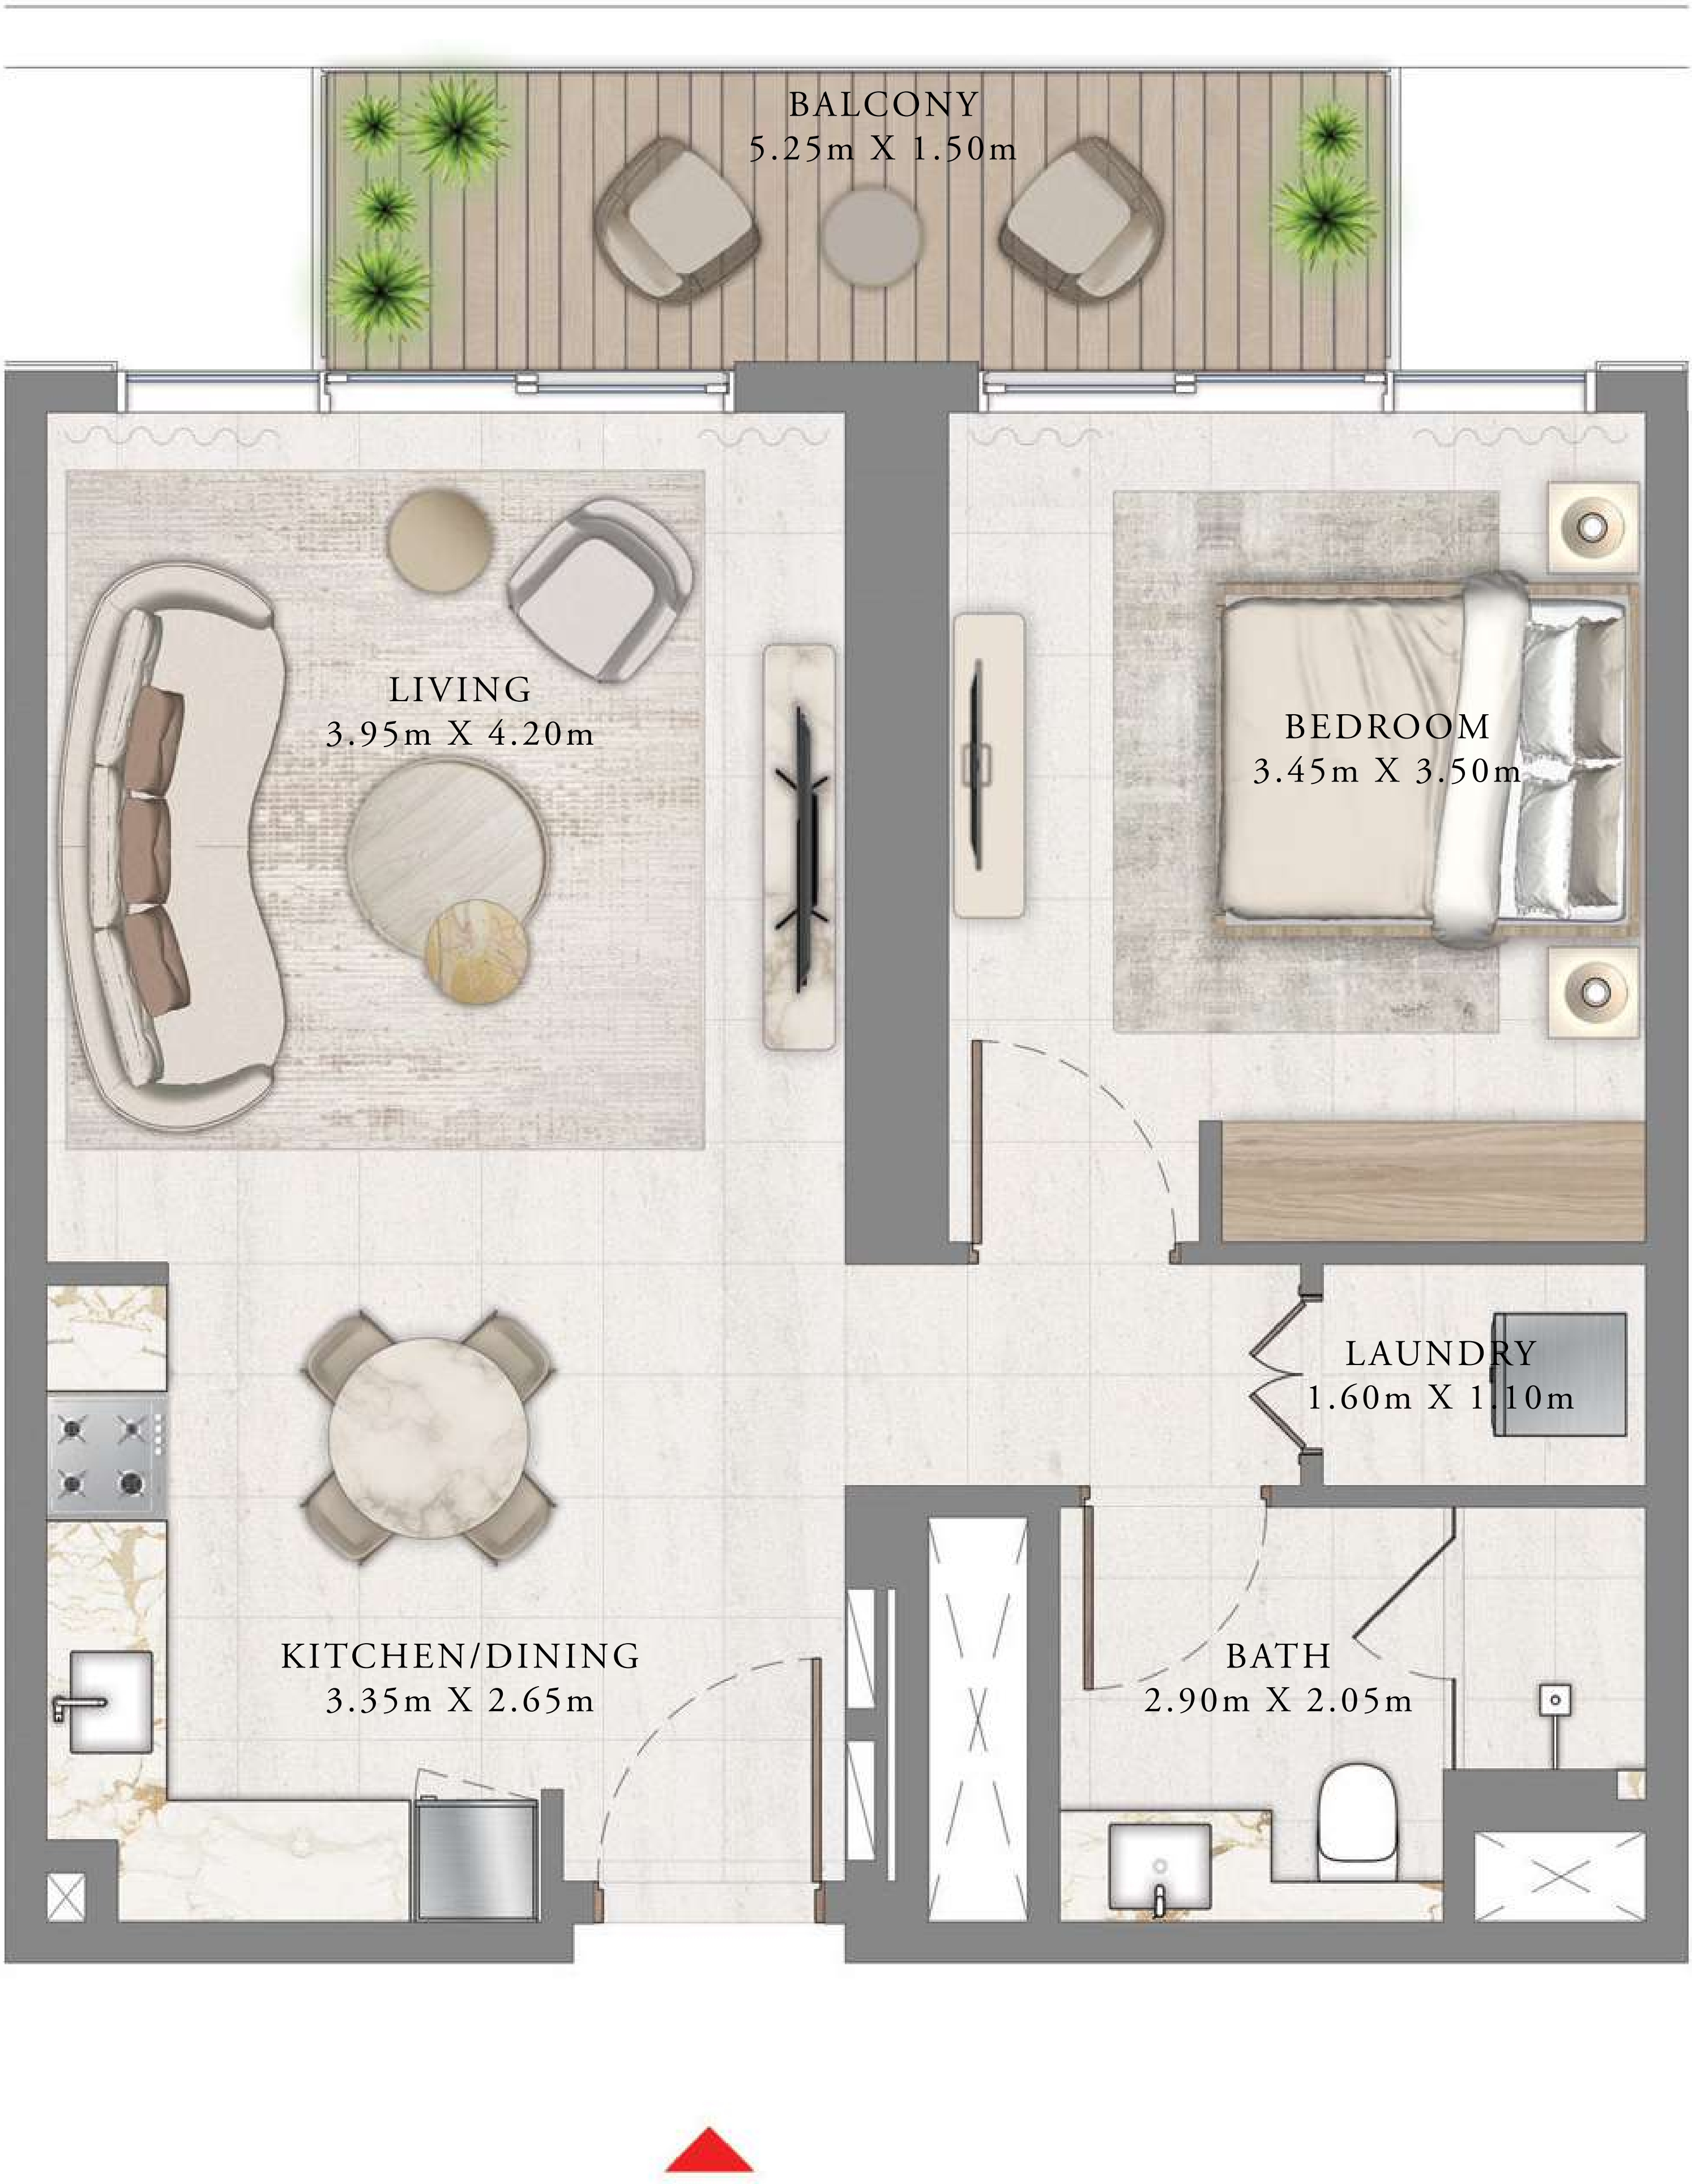 BALCONY
5.25m X 1.50m
LIVING
3.95m X 4.20m
BEDROOM
3.45m X 3.50m
LAUNDRY
1.60m X 1.10m
KITCHEN/DINING
3.35m X 2.65m
BATH
2.90m X 2.05m